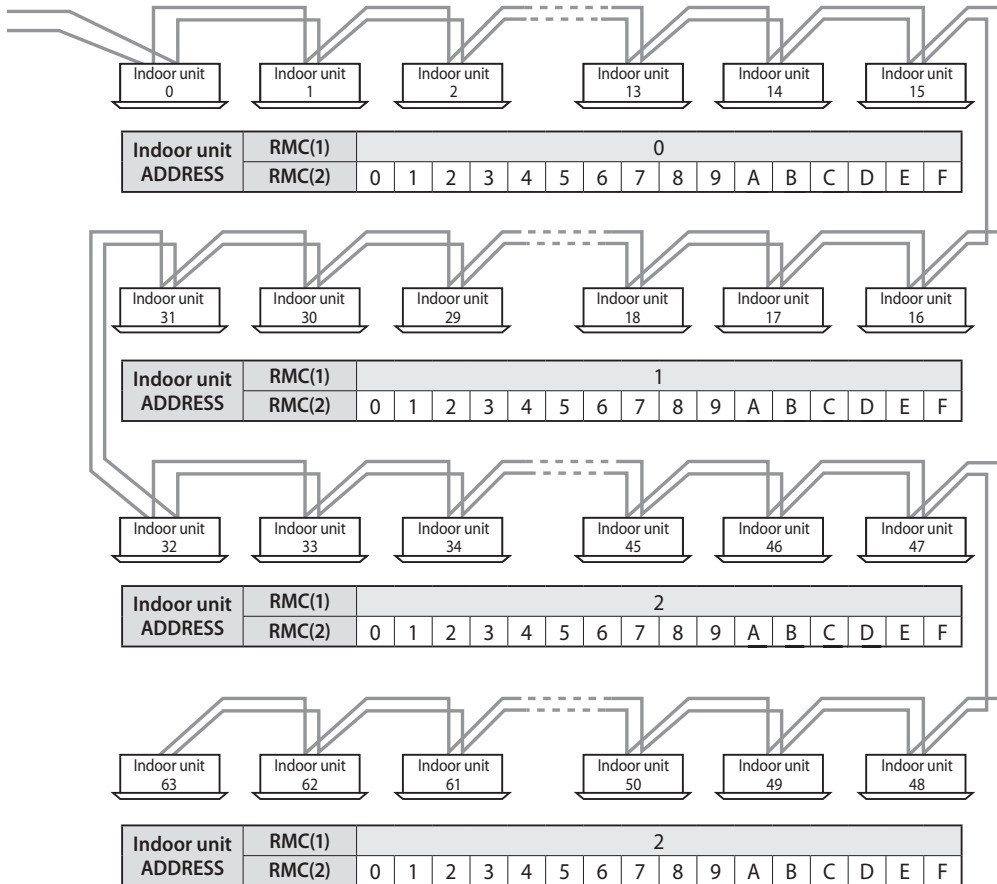 Indoor unit 0 Indoor unit 1 Indoor unit 2 Indoor unit 13 Indoor unit 14 Indoor unit 15
Indoor unit ADDRESS RMC(1) 0
RMC(2) 0 1 2 3 4 5 6 7 8 9 A B C D E F
Indoor unit 31 Indoor unit 30 Indoor unit 29 Indoor unit 18 Indoor unit 17 Indoor unit 16
Indoor unit ADDRESS RMC(1) 1
RMC(2) 0 1 2 3 4 5 6 7 8 9 A B C D E F
Indoor unit 32 Indoor unit 33 Indoor unit 34 Indoor unit 45 Indoor unit 46 Indoor unit 47
Indoor unit ADDRESS RMC(1) 2
RMC(2) 0 1 2 3 4 5 6 7 8 9 A B C D E F
Indoor unit 63 Indoor unit 62 Indoor unit 61 Indoor unit 50 Indoor unit 49 Indoor unit 48
Indoor unit ADDRESS RMC(1) 2
RMC(2) 0 1 2 3 4 5 6 7 8 9 A B C D E F